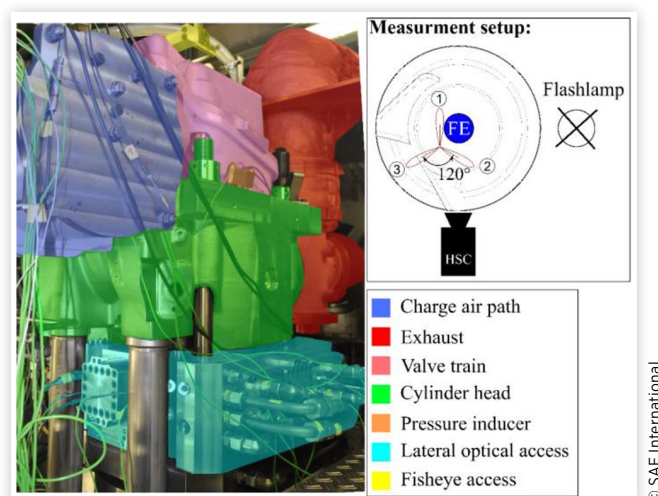 Measurment setup:
Flashlamp
1
FE
3
2
120°
HSC
Charge air path
Exhaust
Valve train
Cylinder head
Pressure inducer
Lateral optical access
Fisheye access
© SAE International